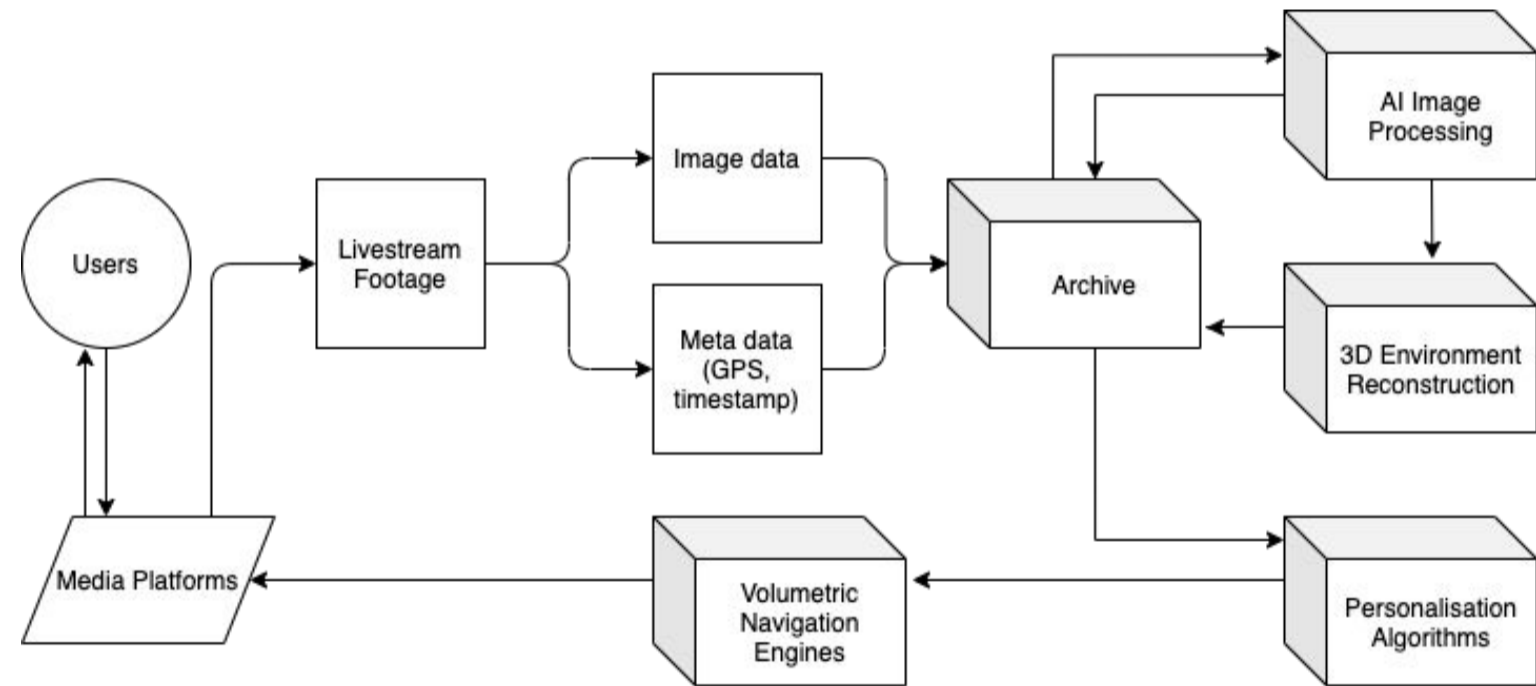 Users
Livestream
Footage
Image data
Meta data
(GPS,
timestamp)
Archive
AI Image
Processing
3D Environment
Reconstruction
Media Platforms
Volumetric
Navigation
Engines
Personalisation
Algorithms